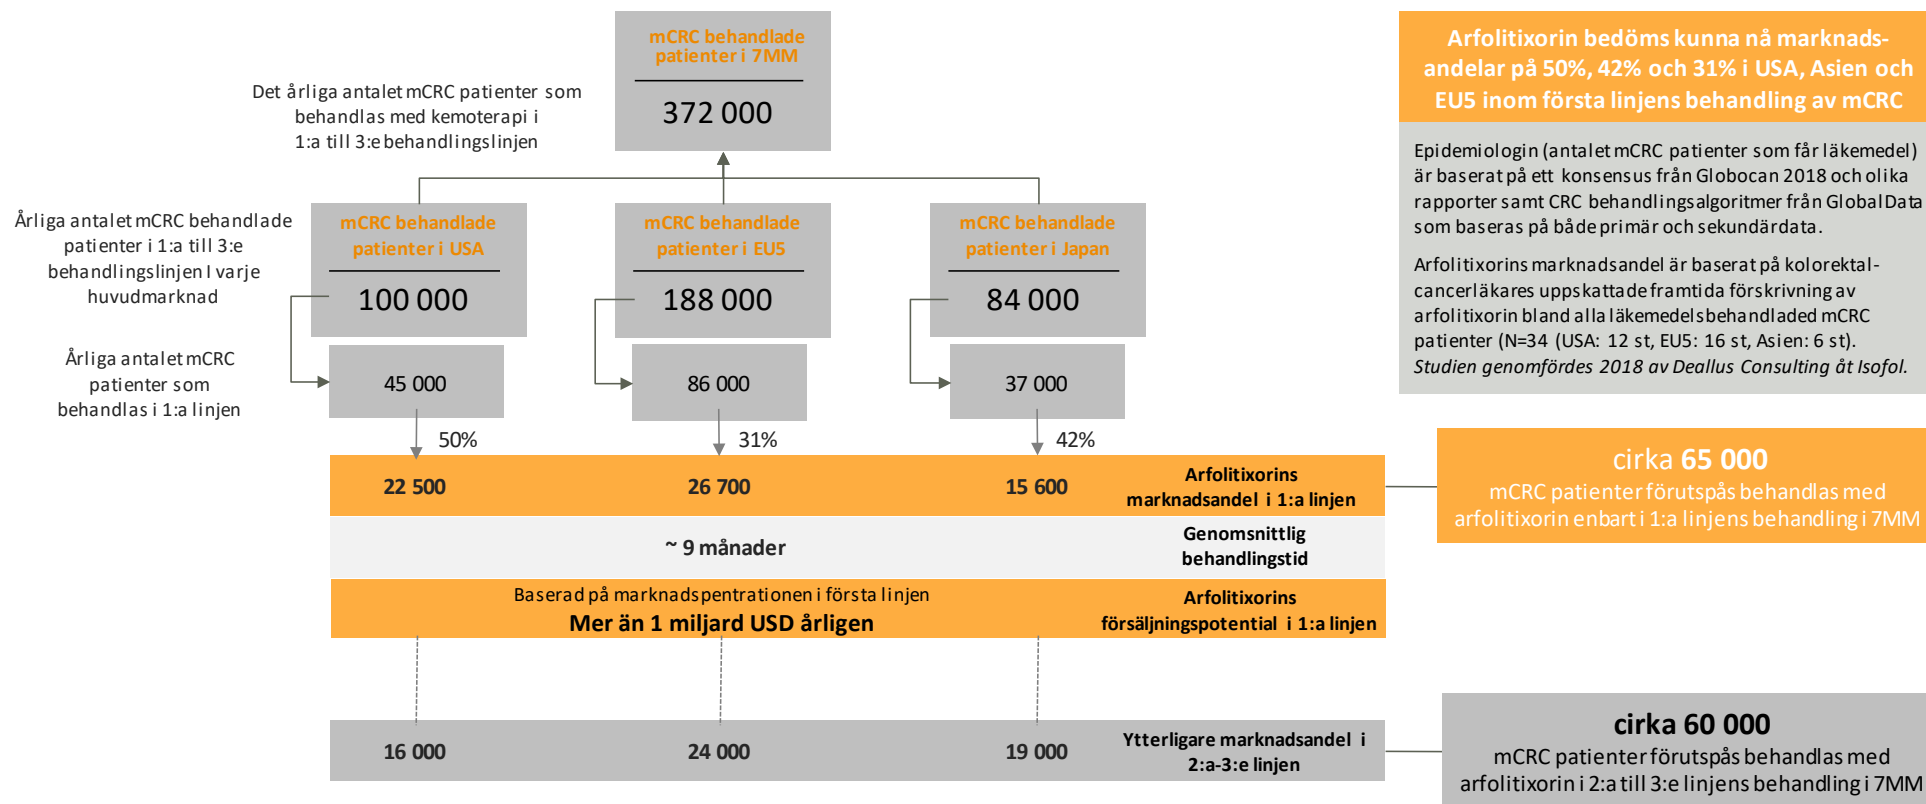 mCRC behandlade
patienter i 7MM
372 000
Det årliga antalet mCRC patienter som
behandlas med kemoterapi i
1:a till 3:e behandlingslinjen
Årliga antalet mCRC behandlade
patienter i 1:a till 3:e
behandlingslinjen I varje
huvudmarknad
mCRC behandlade
patienter i USA
100 000
mCRC behandlade
patienter i EU5
188 000
mCRC behandlade
patienter i Japan
84 000
Årliga antalet mCRC
patienter som
behandlas i 1:a linjen
45 000
86 000
37 000
50%
31%
42%
22 500
26 700
15 600
Arfolitixorins
marknadsandel i 1:a linjen
~ 9 månader
Genomsnittlig
behandlingstid
Baserad på marknadspentrationen i första linjen
Mer än 1 miljard USD årligen
Arfolitixorins
försäljningspotential i 1:a linjen
16 000
24 000
19 000
Ytterligare marknadsandel i
2:a-3:e linjen
Arfolitixorin bedöms kunna nå marknads-
andelar på 50%, 42% och 31% i USA, Asien och
EU5 inom första linjens behandling av mCRC
Epidemiologin (antalet mCRC patienter som får läkemedel)
är baserat på ett konsensus från Globocan 2018 och olika
rapporter samt CRC behandlingsalgoritmer från GlobalData
som baseras på både primär och sekundärdata.
Arfolitixorins marknadsandel är baserat på kolorektal-
cancerläkares uppskattade framtida förskrivning av
arfolitixorin bland alla läkemedelsbehandladed mCRC
patienter (N=34 (USA: 12 st, EU5: 16 st, Asien: 6 st).
Studien genomfördes 2018 av Deallus Consulting åt Isofol.
cirka 65 000
mCRC patienter förutspås behandlas med
arfolitixorin enbart i 1:a linjens behandling i 7MM
cirka 60 000
mCRC patienter förutspås behandlas med
arfolitixorin i 2:a till 3:e linjens behandling i 7MM